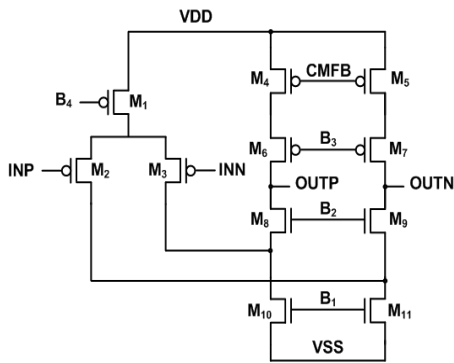 VDD
M4 CMFB M5
B4 M1
M6 B3 M7
INP M2 M3 INN
OUTP OUTN
M8 B2 M9
M10 B1 M11
VSS